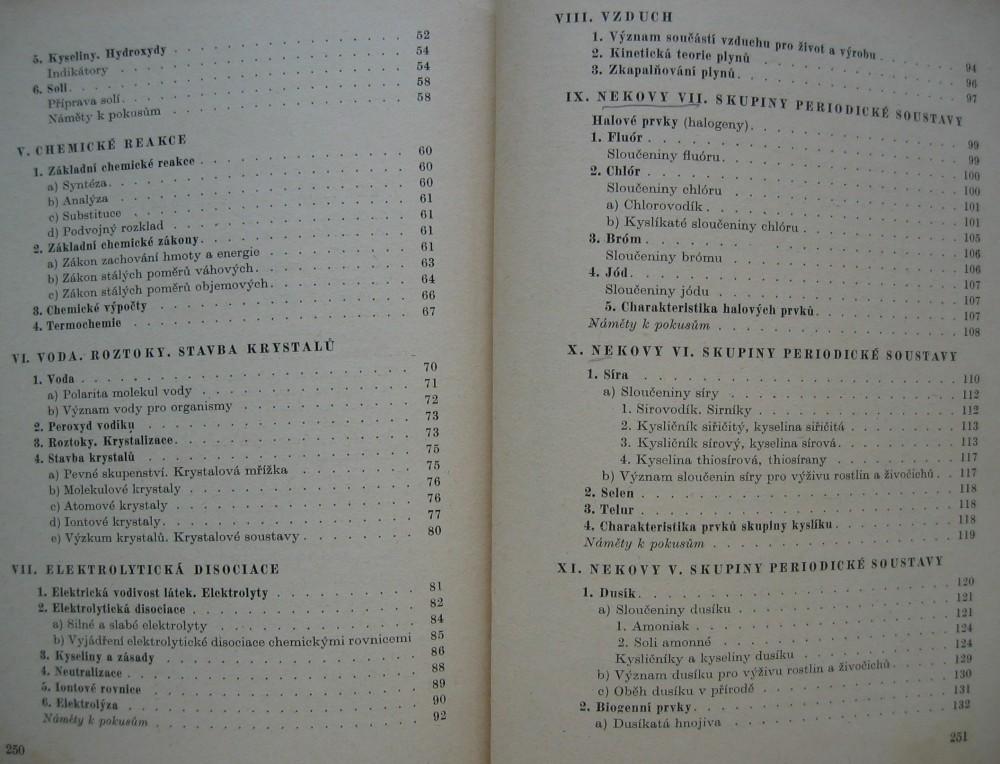 5. Kyseliny. Hydroxydy . . . 52
Indikátory . . . 54
6. Soli . . . 54
Příprava solí . . . 58
Náměty k pokusům . . . 58
V. CHEMICKÉ REAKCE
1. Základní chemické reakce . . . 60
a) Syntéza . . . 60
b) Analýza . . . 60
c) Substituce . . . 61
d) Podvojný rozklad . . . 61
2. Základní chemické zákony . . . 61
a) Zákon zachování hmoty a energie . . . 61
b) Zákon stálých poměrů váhových . . . 63
c) Zákon stálých poměrů objemových . . . 64
3. Chemické výpočty . . . 66
4. Termochemie . . . 67
VI. VODA. ROZTOKY. STAVBA KRYSTALŮ
1. Voda . . . 70
a) Polarita molekul vody . . . 71
b) Význam vody pro organismy . . . 72
2. Peroxyd vodíku . . . 73
3. Roztoky. Krystalizace . . . 73
4. Stavba krystalů . . . 75
a) Pevné skupenství. Krystalová mřížka . . . 75
b) Molekulové krystaly . . . 76
c) Atomové krystaly . . . 76
d) Iontové krystaly . . . 77
e) Výzkum krystalů. Krystalové soustavy . . . 80
VII. ELEKTROLYTICKÁ DISOCIACE
1. Elektrická vodivost látek. Elektrolyty . . . 81
2. Elektrolytická disociace . . . 82
a) Silné a slabé elektrolyty . . . 84
b) Vyjádření elektrolytické disociace chemickými rovnicemi 85
3. Kyseliny a zásady . . . 86
4. Neutralizace . . . 88
5. Iontové rovnice . . . 89
6. Elektrolýza . . . 90
Náměty k pokusům . . . 92
250
VIII. VZDUCH
1. Význam součástí vzduchu pro život a výrobu . . . 94
2. Kinetická teorie plynů . . . 96
3. Zkapalňování plynů . . . 97
IX. NEKOVY VII. SKUPINY PERIODICKÉ SOUSTAVY
Halové prvky (halogeny) . . . 99
1. Fluór . . . 99
Sloučeniny fluóru . . . 100
2. Chlór . . . 100
Sloučeniny chlóru . . . 101
a) Chlorovodík . . . 101
b) Kyslíkaté sloučeniny chlóru . . . 105
3. Bróm . . . 106
Sloučeniny brómu . . . 106
4. Jód . . . 107
Sloučeniny jódu . . . 107
5. Charakteristika halových prvků . . . 107
Náměty k pokusům . . . 108
X. NEKOVY VI. SKUPINY PERIODICKÉ SOUSTAVY
1. Síra . . . 110
a) Sloučeniny síry . . . 112
1. Sirovodík. Sirníky . . . 112
2. Kysličník siřičitý, kyselina siřičitá . . . 113
3. Kysličník sírový, kyselina sírová . . . 113
4. Kyselina thiosírová, thiosírany . . . 117
b) Význam sloučenin síry pro výživu rostlin a živočichů . . . 117
2. Selen . . . 118
3. Telur . . . 118
4. Charakteristika prvků skupiny kyslíku . . . 118
Náměty k pokusům . . . 119
XI. NEKOVY V. SKUPINY PERIODICKÉ SOUSTAVY
1. Dusík . . . 120
a) Sloučeniny dusíku . . . 121
1. Amoniak . . . 121
2. Soli amonné . . . 124
Kysličníky a kyseliny dusíku . . . 124
b) Význam dusíku pro výživu rostlin a živočichů . . . 129
c) Oběh dusíku v přírodě . . . 130
2. Biogenní prvky . . . 131
a) Dusíkatá hnojiva . . . 132
251